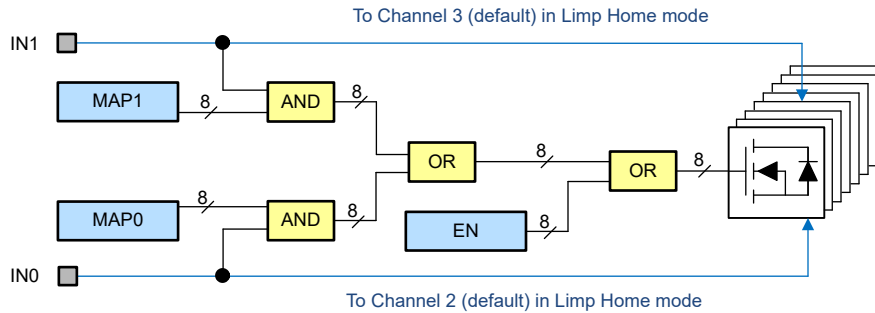 To Channel 3 (default) in Limp Home mode
IN1
MAP1
8
AND
8
OR
8
OR
8
MAP0
8
AND
8
EN
8
IN0
To Channel 2 (default) in Limp Home mode